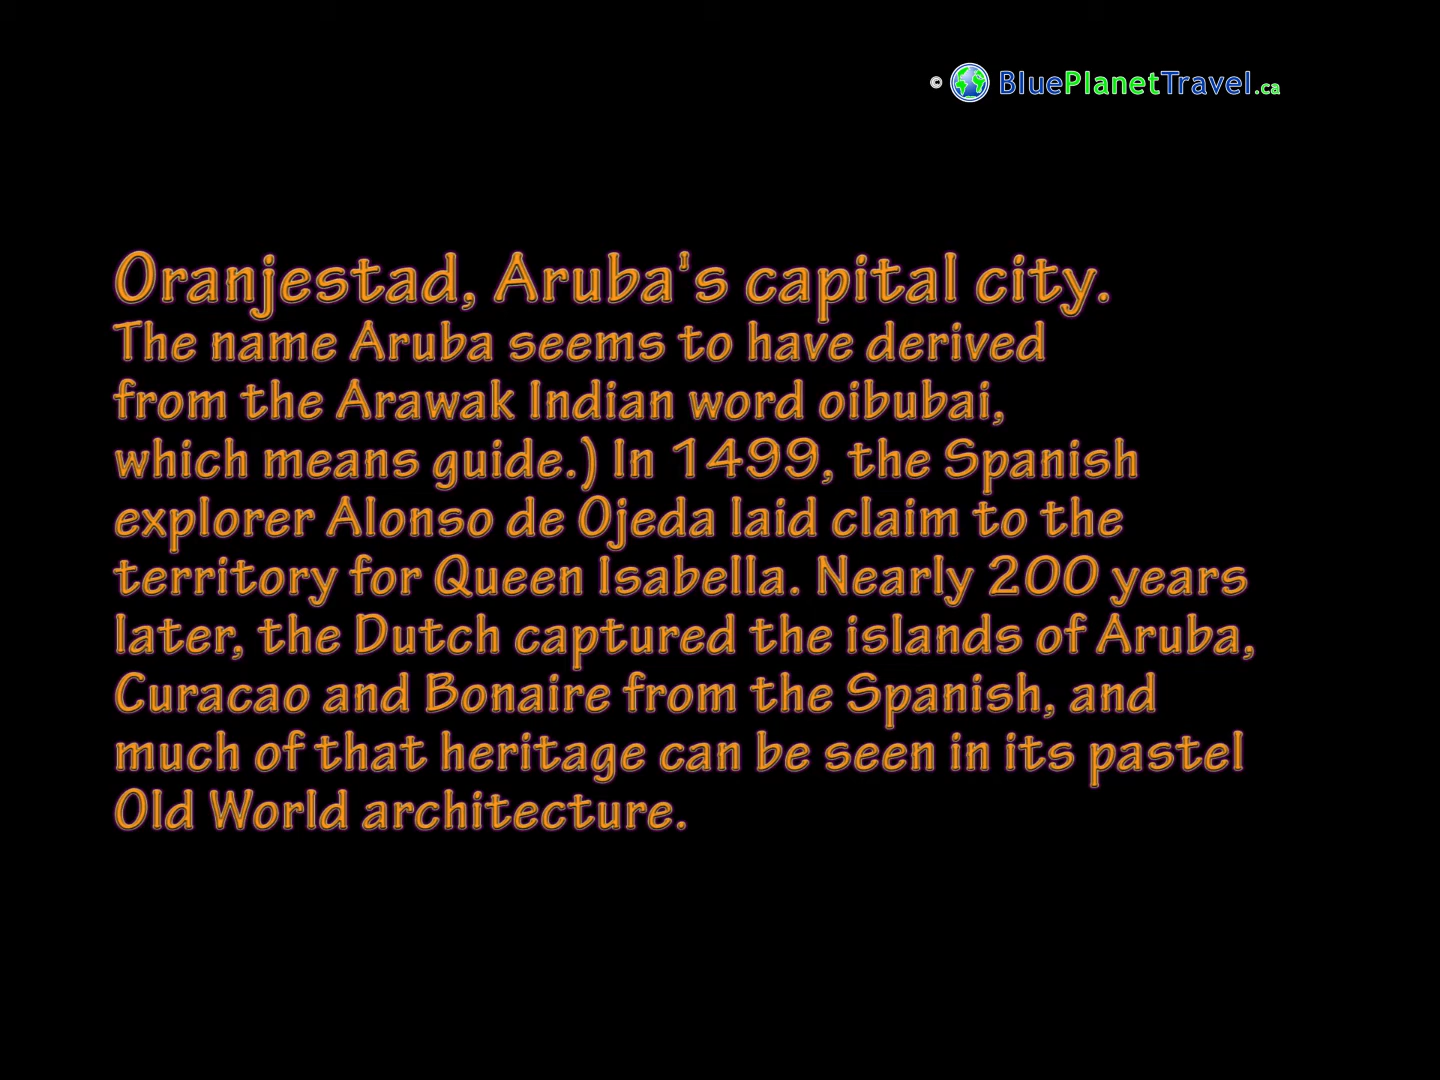 © BluePlanetTravel.ca
Oranjestad, Aruba's capital city.
The name Aruba seems to have derived
from the Arawak Indian word oibubai,
which means guide.) In 1499, the Spanish
explorer Alonso de Ojeda laid claim to the
territory for Queen Isabella. Nearly 200 years
later, the Dutch captured the islands of Aruba,
Curacao and Bonaire from the Spanish, and
much of that heritage can be seen in its pastel
Old World architecture.